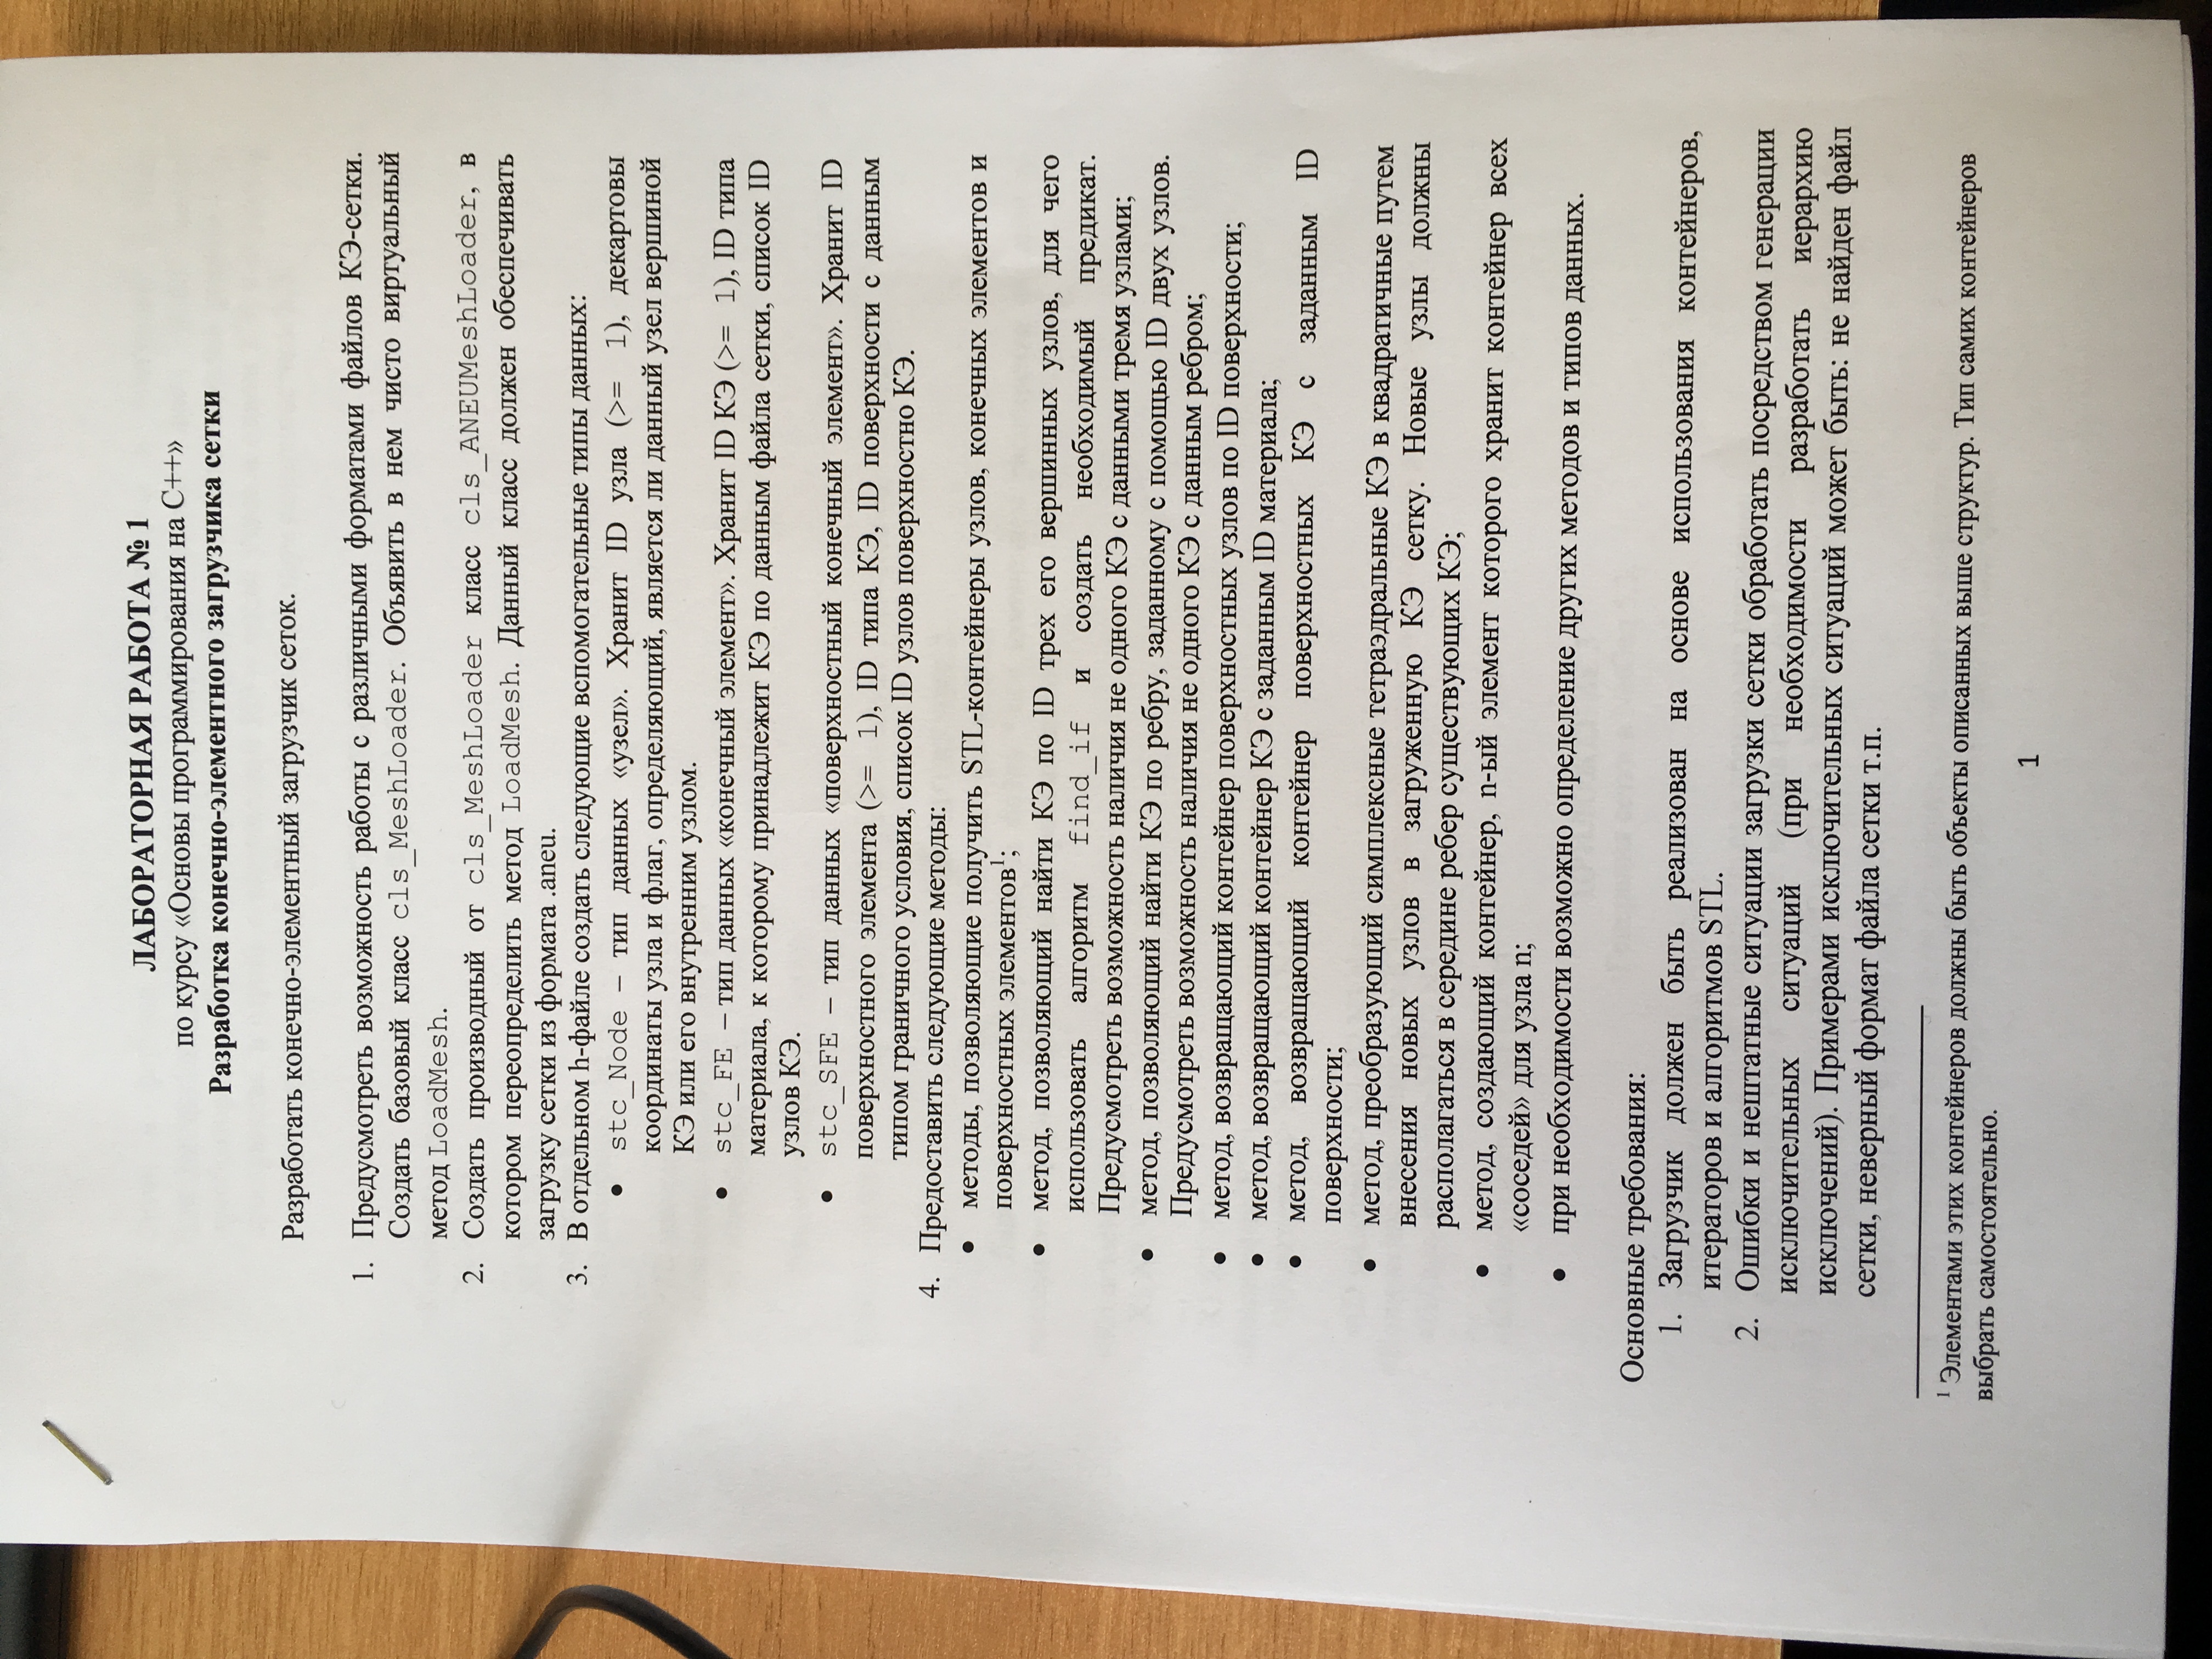 ЛАБОРАТОРНАЯ РАБОТА № 1
по курсу «Основы программирования на C++»
Разработка конечно-элементного загрузчика сетки
Разработать конечно-элементный загрузчик сеток.
1. Предусмотреть возможность работы с различными форматами файлов КЭ-сетки.
Создать базовый класс cls_MeshLoader. Объявить в нем чисто виртуальный
метод LoadMesh.
2. Создать производный от cls_MeshLoader класс cls_ANEUMeshLoader, в
котором переопределить метод LoadMesh. Данный класс должен обеспечивать
загрузку сетки из формата .aneu.
3. В отдельном h-файле создать следующие вспомогательные типы данных:
• stc_Node – тип данных «узел». Хранит ID узла (>= 1), декартовы
координаты узла и флаг, определяющий, является ли данный узел вершиной
КЭ или его внутренним узлом.
• stc_FE – тип данных «конечный элемент». Хранит ID КЭ (>= 1), ID типа
материала, к которому принадлежит КЭ по данным файла сетки, список ID
узлов КЭ.
• stc_SFE – тип данных «поверхностный конечный элемент». Хранит ID
поверхностного элемента (>= 1), ID типа КЭ, ID поверхности с данным
типом граничного условия, список ID узлов поверхностно КЭ.
4. Предоставить следующие методы:
• методы, позволяющие получить STL-контейнеры узлов, конечных элементов и
поверхностных элементов¹;
• метод, позволяющий найти КЭ по ID трех его вершинных узлов, для чего
использовать алгоритм find_if и создать необходимый предикат.
Предусмотреть возможность наличия не одного КЭ с данными тремя узлами;
• метод, позволяющий найти КЭ по ребру, заданному с помощью ID двух узлов.
Предусмотреть возможность наличия не одного КЭ с данным ребром;
• метод, возвращающий контейнер поверхностных узлов по ID поверхности;
• метод, возвращающий контейнер КЭ с заданным ID материала;
• метод, возвращающий контейнер поверхностных КЭ с заданным ID
поверхности;
• метод, преобразующий симплексные тетраэдральные КЭ в квадратичные путем
внесения новых узлов в загруженную КЭ сетку. Новые узлы должны
располагаться в середине ребер существующих КЭ;
• метод, создающий контейнер, n-ый элемент которого хранит контейнер всех
«соседей» для узла n;
• при необходимости возможно определение других методов и типов данных.
Основные требования:
1. Загрузчик должен быть реализован на основе использования контейнеров,
итераторов и алгоритмов STL.
2. Ошибки и нештатные ситуации загрузки сетки обработать посредством генерации
исключительных ситуаций (при необходимости разработать иерархию
исключений). Примерами исключительных ситуаций может быть: не найден файл
сетки, неверный формат файла сетки т.п.
¹ Элементами этих контейнеров должны быть объекты описанных выше структур. Тип самих контейнеров
выбрать самостоятельно.
1